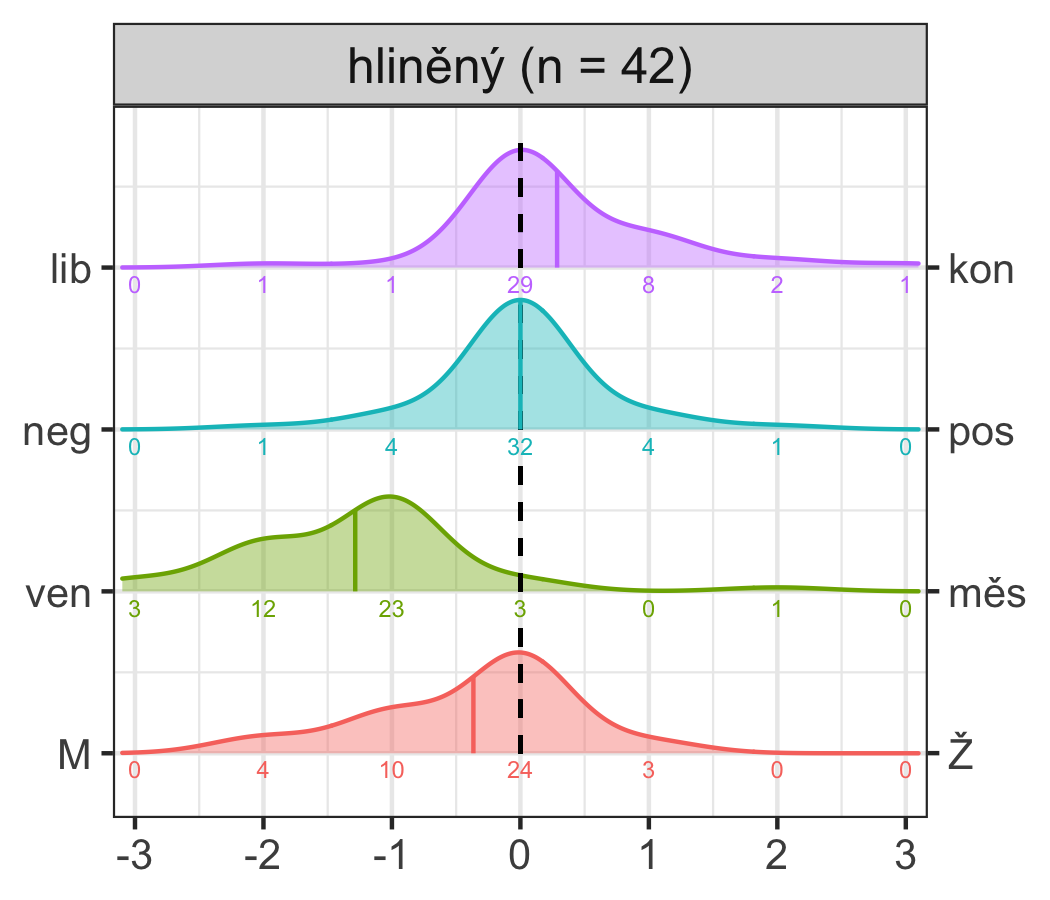 hliněný (n = 42)
lib kon
0 1 1 29 8 2 1
neg pos
0 1 4 32 4 1 0
ven měs
3 12 23 3 0 1 0
M Ž
0 4 10 24 3 0 0
-3 -2 -1 0 1 2 3